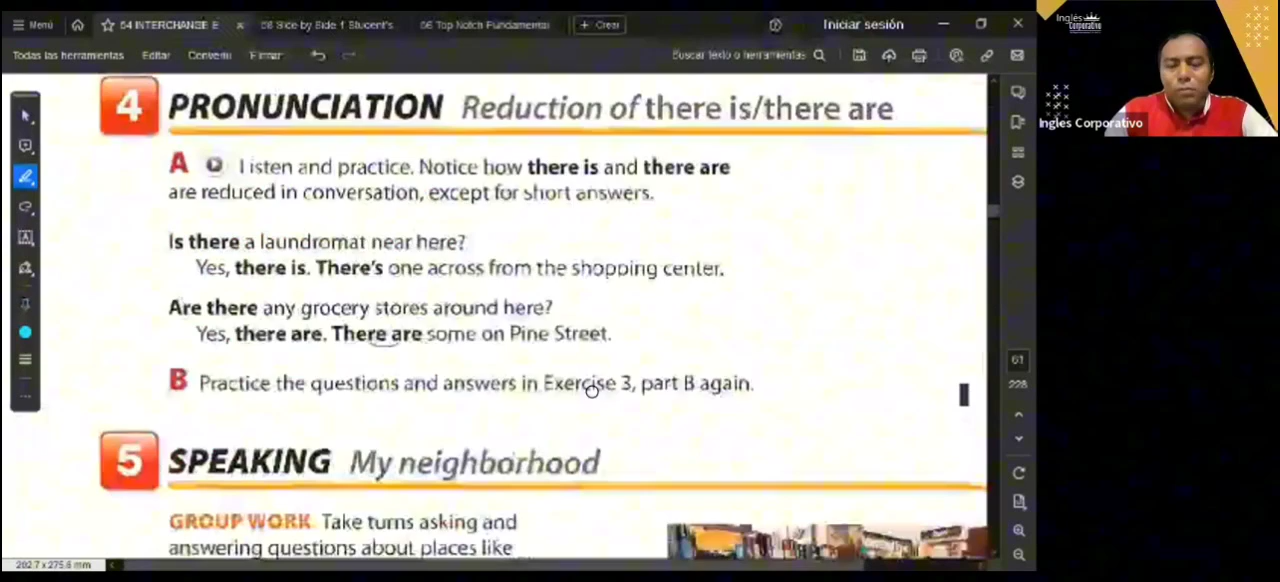 Menú
54 INTERCHANGE E
08 Side by Side 1 Student's
06 Top Notch Fundamental
+ Crear
Iniciar sesión
Todas las herramientas
Editar
Convertir
Firmar
Buscar texto o herramientas
4 PRONUNCIATION Reduction of there is/there are
A Listen and practice. Notice how there is and there are
are reduced in conversation, except for short answers.
Is there a laundromat near here?
Yes, there is. There's one across from the shopping center.
Are there any grocery stores around here?
Yes, there are. There are some on Pine Street.
B Practice the questions and answers in Exercise 3, part B again.
5 SPEAKING My neighborhood
GROUP WORK Take turns asking and
answering questions about places like
61
228
202.7 x 275.6 mm
Inglés
Corporativo
Ingles Corporativo